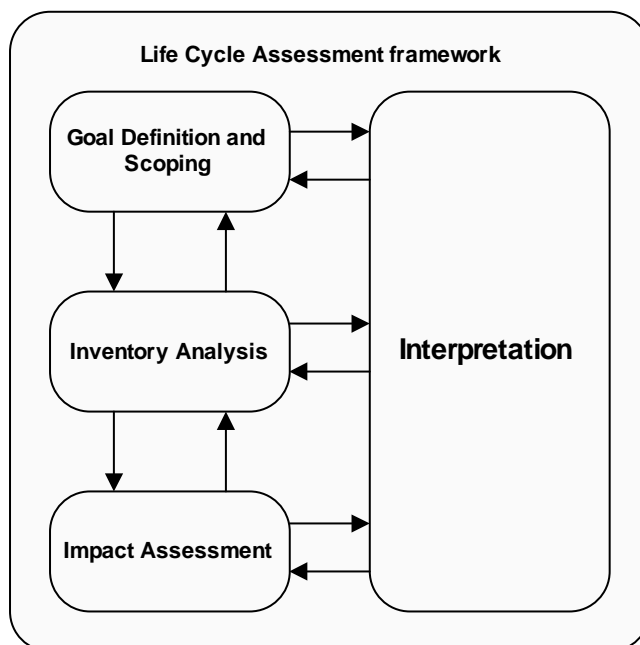 Life Cycle Assessment framework
Goal Definition and
Scoping
Inventory Analysis
Interpretation
Impact Assessment